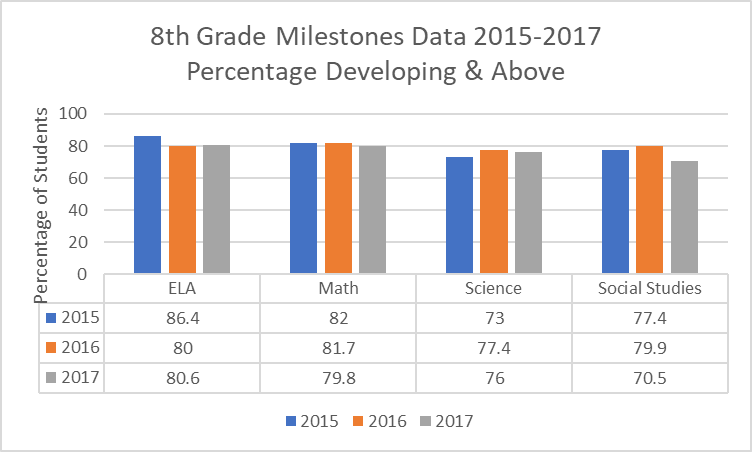 8th Grade Milestones Data 2015-2017
Percentage Developing & Above
Percentage of Students
100
80
60
40
20
0
ELA Math Science Social Studies
2015 86.4 82 73 77.4
2016 80 81.7 77.4 79.9
2017 80.6 79.8 76 70.5
2015 2016 2017